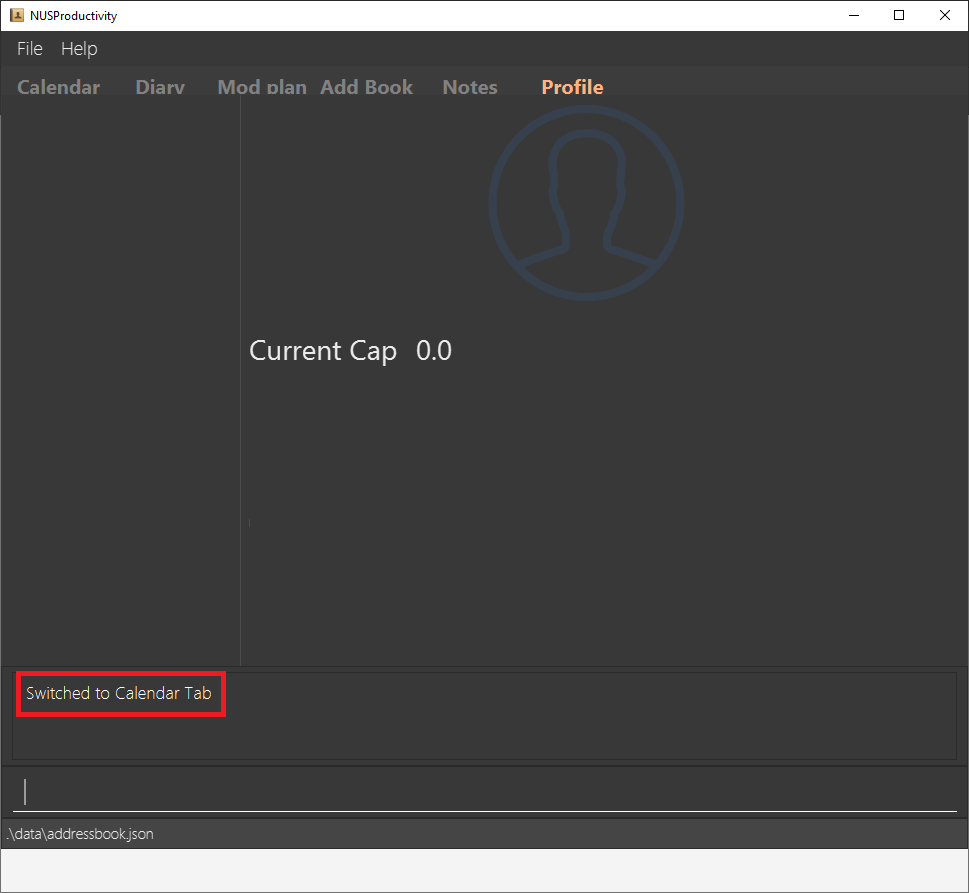 NUSProductivity
File Help
Calendar Diary Mod plan Add Book Notes Profile
Current Cap 0.0
Switched to Calendar Tab
.\data\addressbook.json